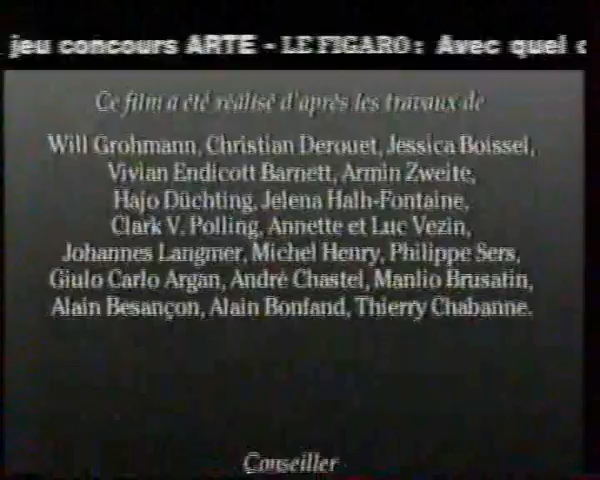 jeu concours ARTE - LE FIGARO : Avec quel
Ce film a été réalisé d'après les travaux de
Will Grohmann, Christian Derouet, Jessica Boissel,
Vivian Endicott Barnett, Armin Zweite,
Hajo Düchting, Jelena Halh-Fontaine,
Clark V. Polling, Annette et Luc Vezin,
Johannes Langner, Michel Henry, Philippe Sers,
Giulo Carlo Argan, André Chastel, Manlio Brusatin,
Alain Besançon, Alain Bonfand, Thierry Chabanne.
Conseiller